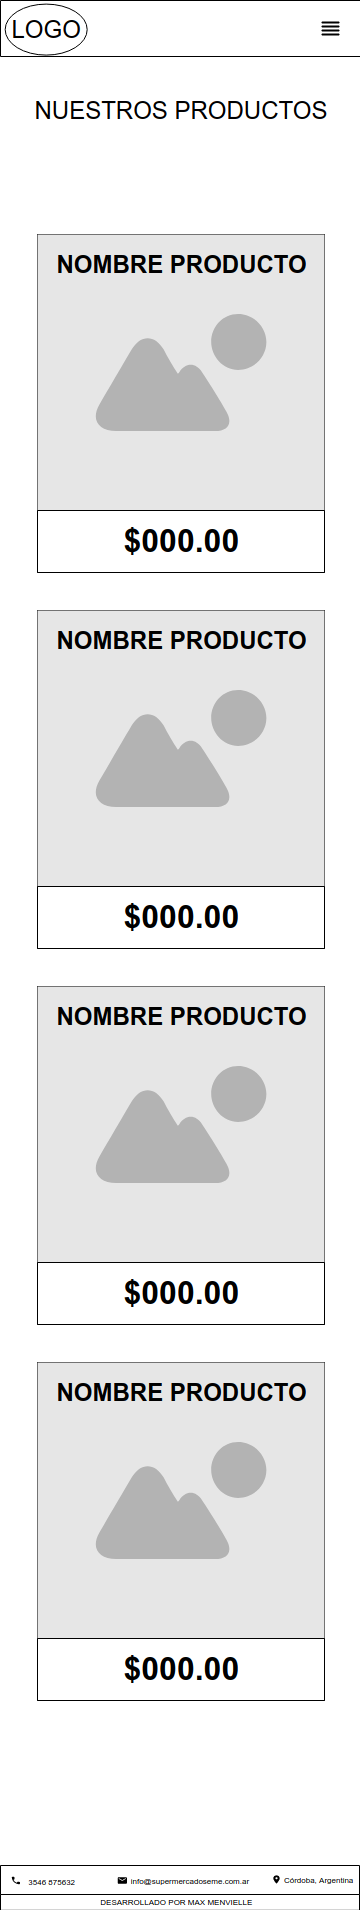 LOGO
NUESTROS PRODUCTOS
NOMBRE PRODUCTO
$000.00
NOMBRE PRODUCTO
$000.00
NOMBRE PRODUCTO
$000.00
NOMBRE PRODUCTO
$000.00
3546 875632 info@supermercadoseme.com.ar Córdoba, Argentina
DESARROLLADO POR MAX MENVIELLE